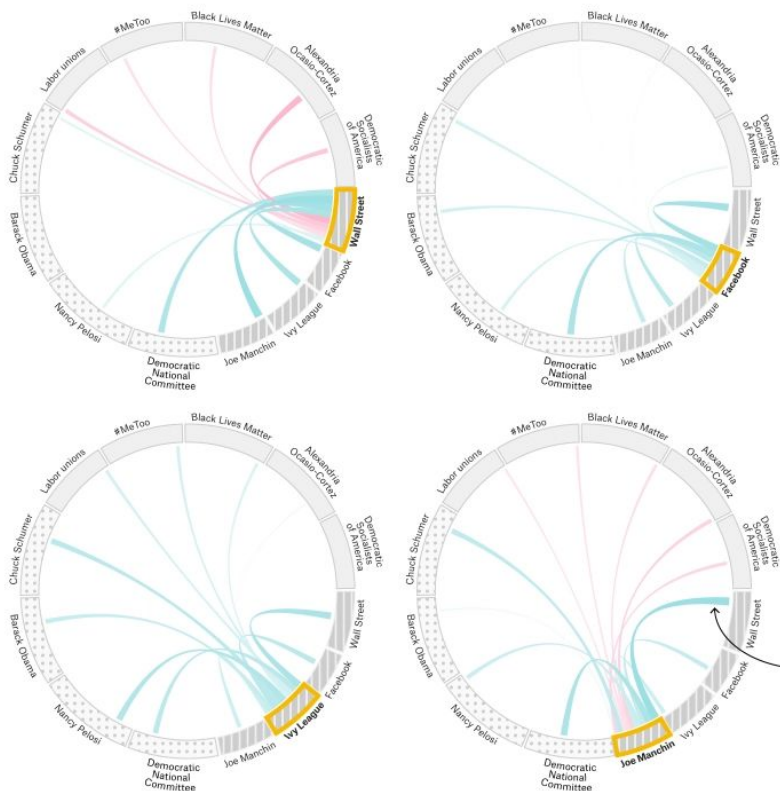 #MeToo
Black Lives Matter
Alexandria
Ocasio-Cortez
Democratic
Socialists
of America
Wall Street
Facebook
Ivy League
Joe Manchin
Democratic
National
Committee
Nancy Pelosi
Barack Obama
Chuck Schumer
Labor unions
#MeToo
Black Lives Matter
Alexandria
Ocasio-Cortez
Democratic
Socialists
of America
Wall Street
Facebook
Ivy League
Joe Manchin
Democratic
National
Committee
Nancy Pelosi
Barack Obama
Chuck Schumer
Labor unions
#MeToo
Black Lives Matter
Alexandria
Ocasio-Cortez
Democratic
Socialists
of America
Wall Street
Facebook
Ivy League
Joe Manchin
Democratic
National
Committee
Nancy Pelosi
Barack Obama
Chuck Schumer
Labor unions
#MeToo
Black Lives Matter
Alexandria
Ocasio-Cortez
Democratic
Socialists
of America
Wall Street
Facebook
Ivy League
Joe Manchin
Democratic
National
Committee
Nancy Pelosi
Barack Obama
Chuck Schumer
Labor unions